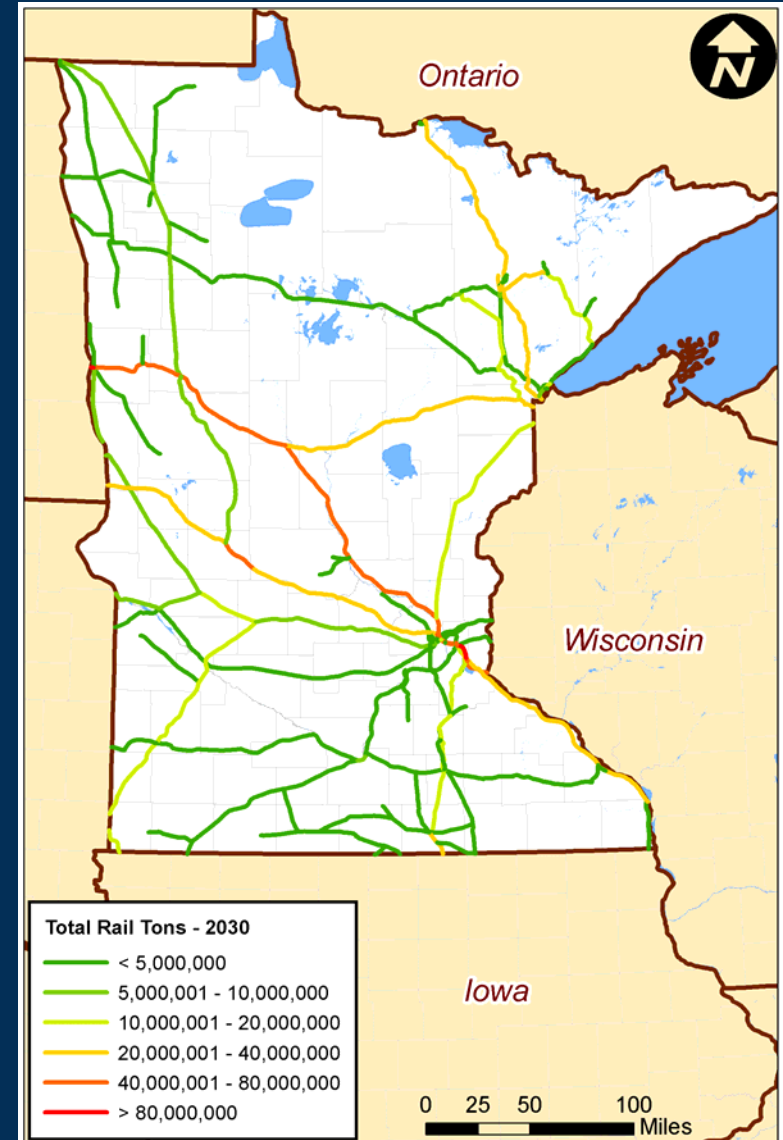 N
Ontario
Wisconsin
Iowa
Total Rail Tons - 2030
< 5,000,000
5,000,001 - 10,000,000
10,000,001 - 20,000,000
20,000,001 - 40,000,000
40,000,001 - 80,000,000
> 80,000,000
0 25 50 100
Miles